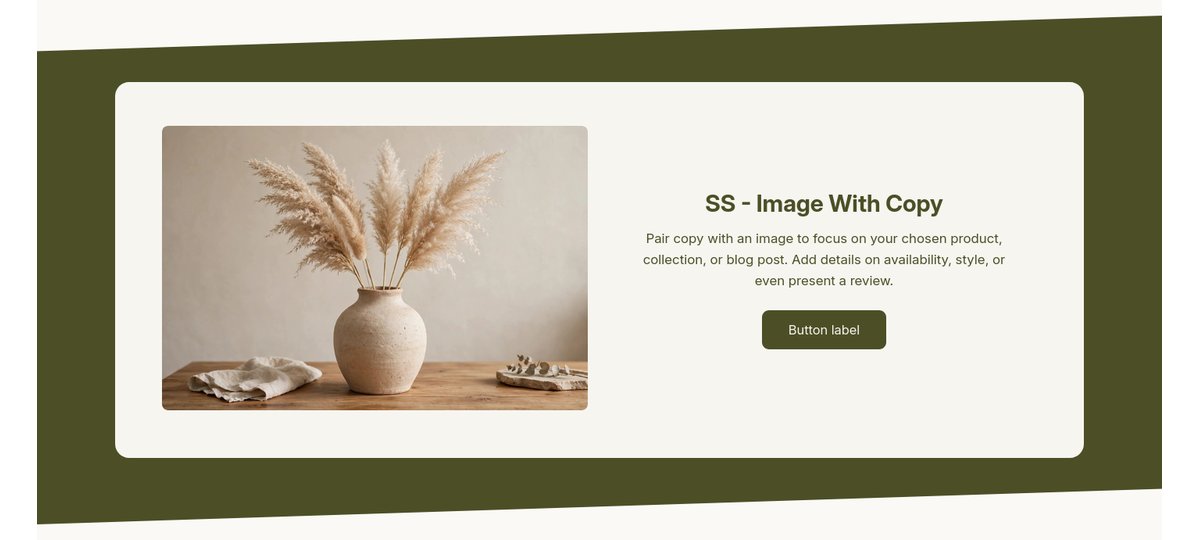 SS - Image With Copy
Pair copy with an image to focus on your chosen product,
collection, or blog post. Add details on availability, style, or
even present a review.
Button label